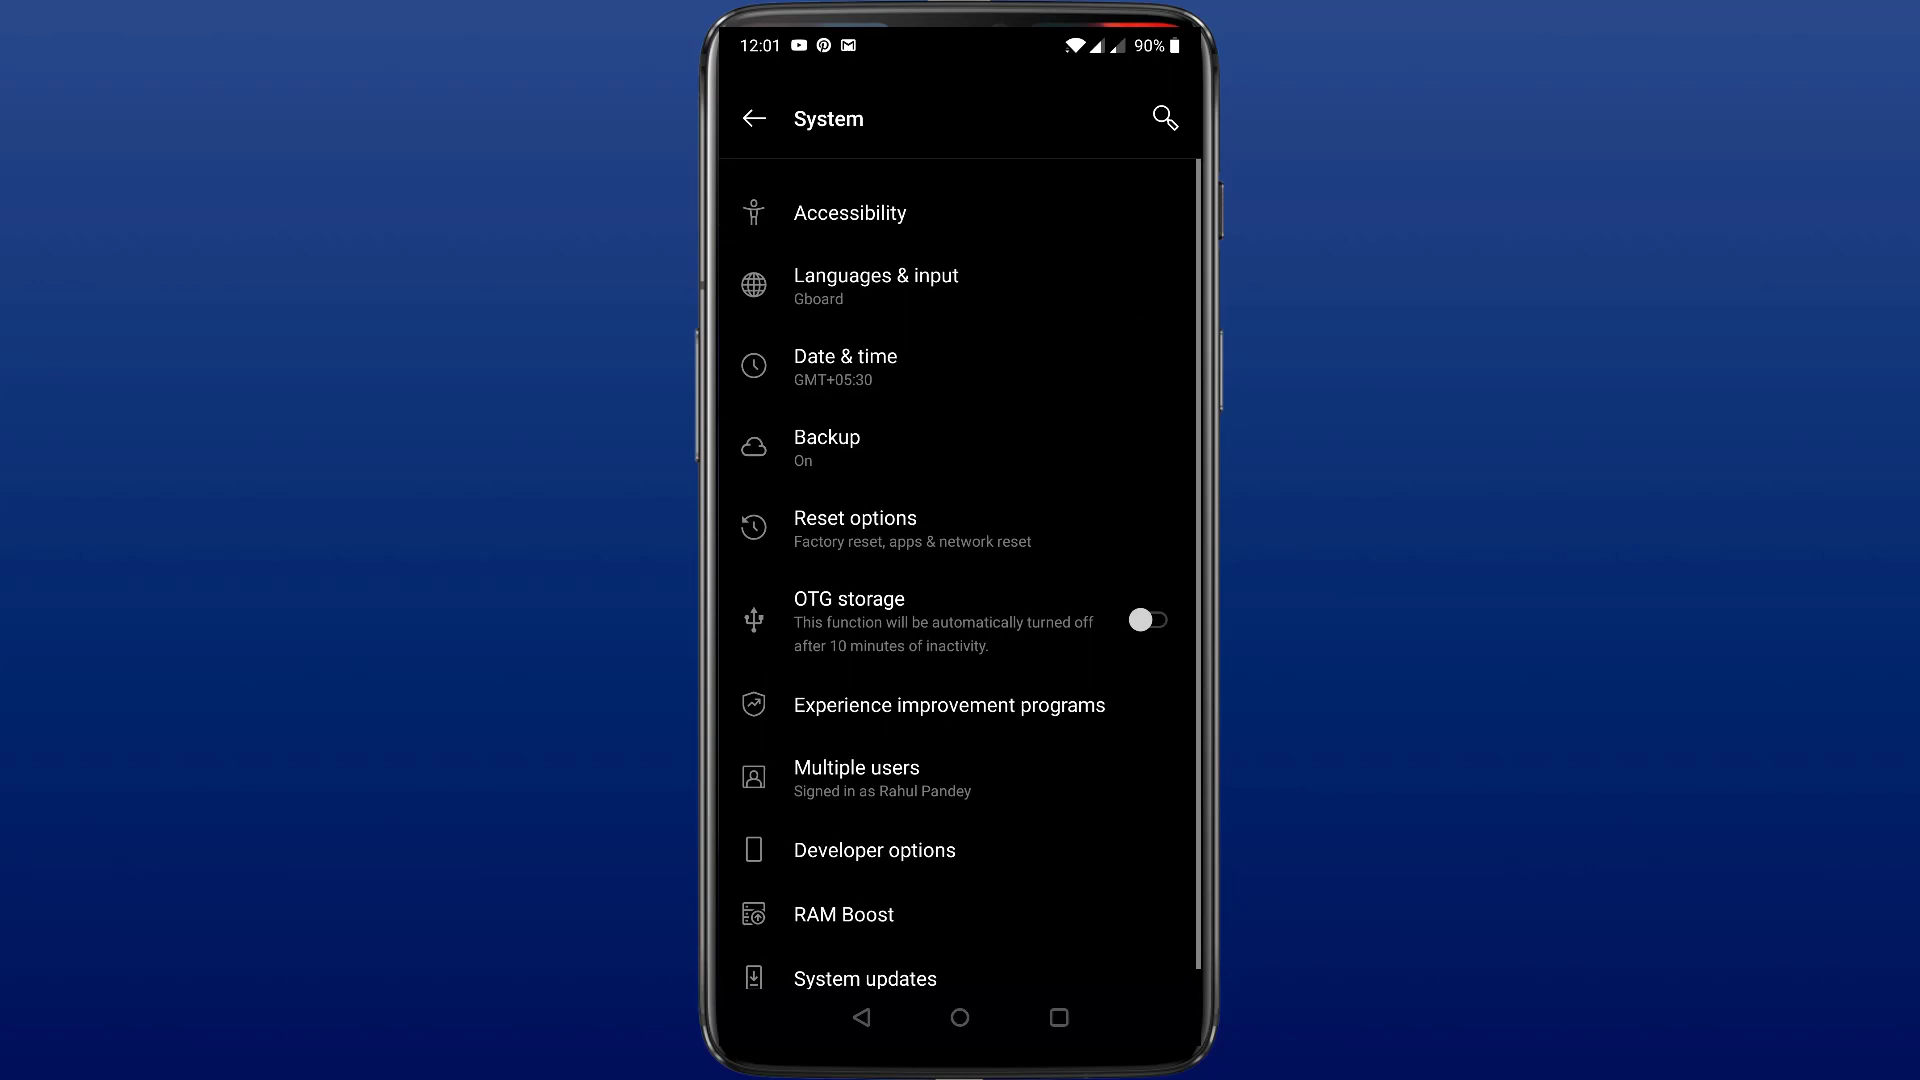 12:01 90%
System
Accessibility
Languages & input
Gboard
Date & time
GMT+05:30
Backup
On
Reset options
Factory reset, apps & network reset
OTG storage
This function will be automatically turned off
after 10 minutes of inactivity.
Experience improvement programs
Multiple users
Signed in as Rahul Pandey
Developer options
RAM Boost
System updates